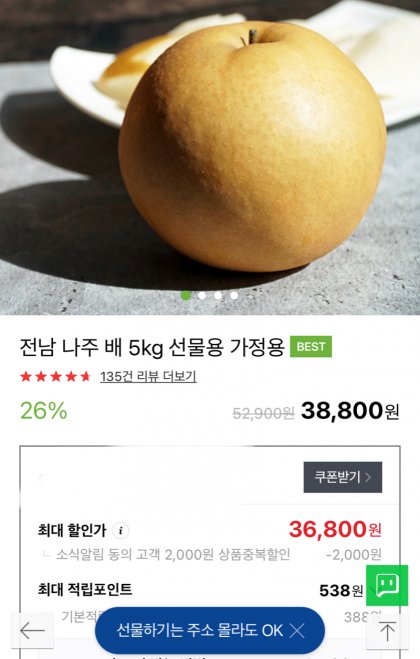 전남 나주 배 5kg 선물용 가정용 BEST
135건 리뷰 더보기
26% 52,900원 38,800원
쿠폰받기
최대 할인가 i 36,800원
소식알림 동의 고객 2,000원 상품중복할인 -2,000원
최대 적립포인트 538원
기본적 388원
선물하기는 주소 몰라도 OK